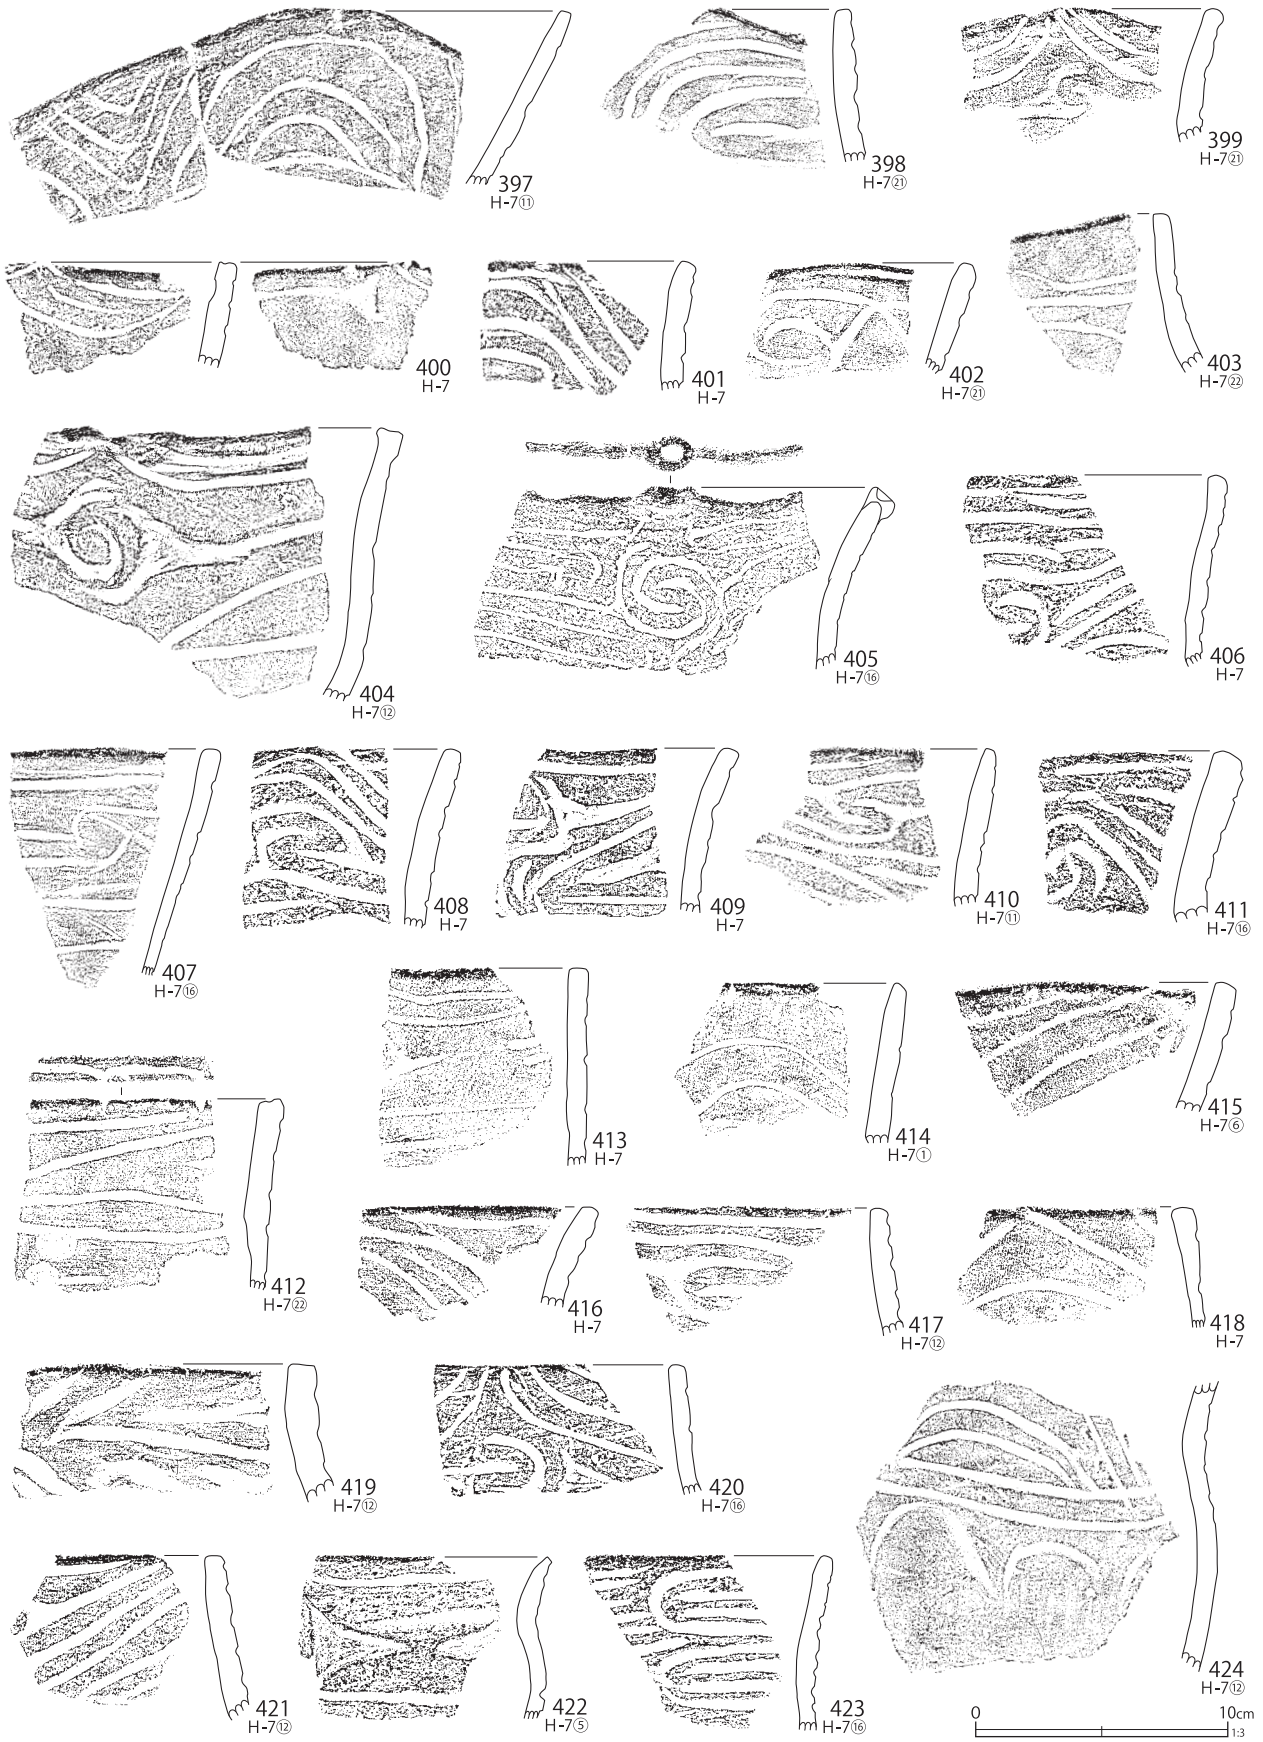 397
H-7⑪
398
H-7㉑
399
H-7㉑
400
H-7
401
H-7
402
H-7㉑
403
H-7㉒
404
H-7⑫
405
H-7⑯
406
H-7
407
H-7⑯
408
H-7
409
H-7
410
H-7⑪
411
H-7⑯
412
H-7㉒
413
H-7
414
H-7①
415
H-7⑥
416
H-7
417
H-7⑫
418
H-7
419
H-7⑫
420
H-7⑯
421
H-7⑫
422
H-7⑤
423
H-7⑯
424
H-7⑫
0 10cm
1:3